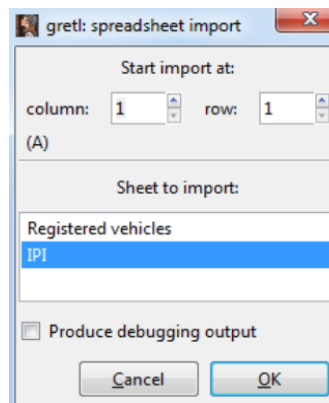 gretl: spreadsheet import
Start import at:
column: 1 row: 1
(A)
Sheet to import:
Registered vehicles
IPI
Produce debugging output
Cancel OK